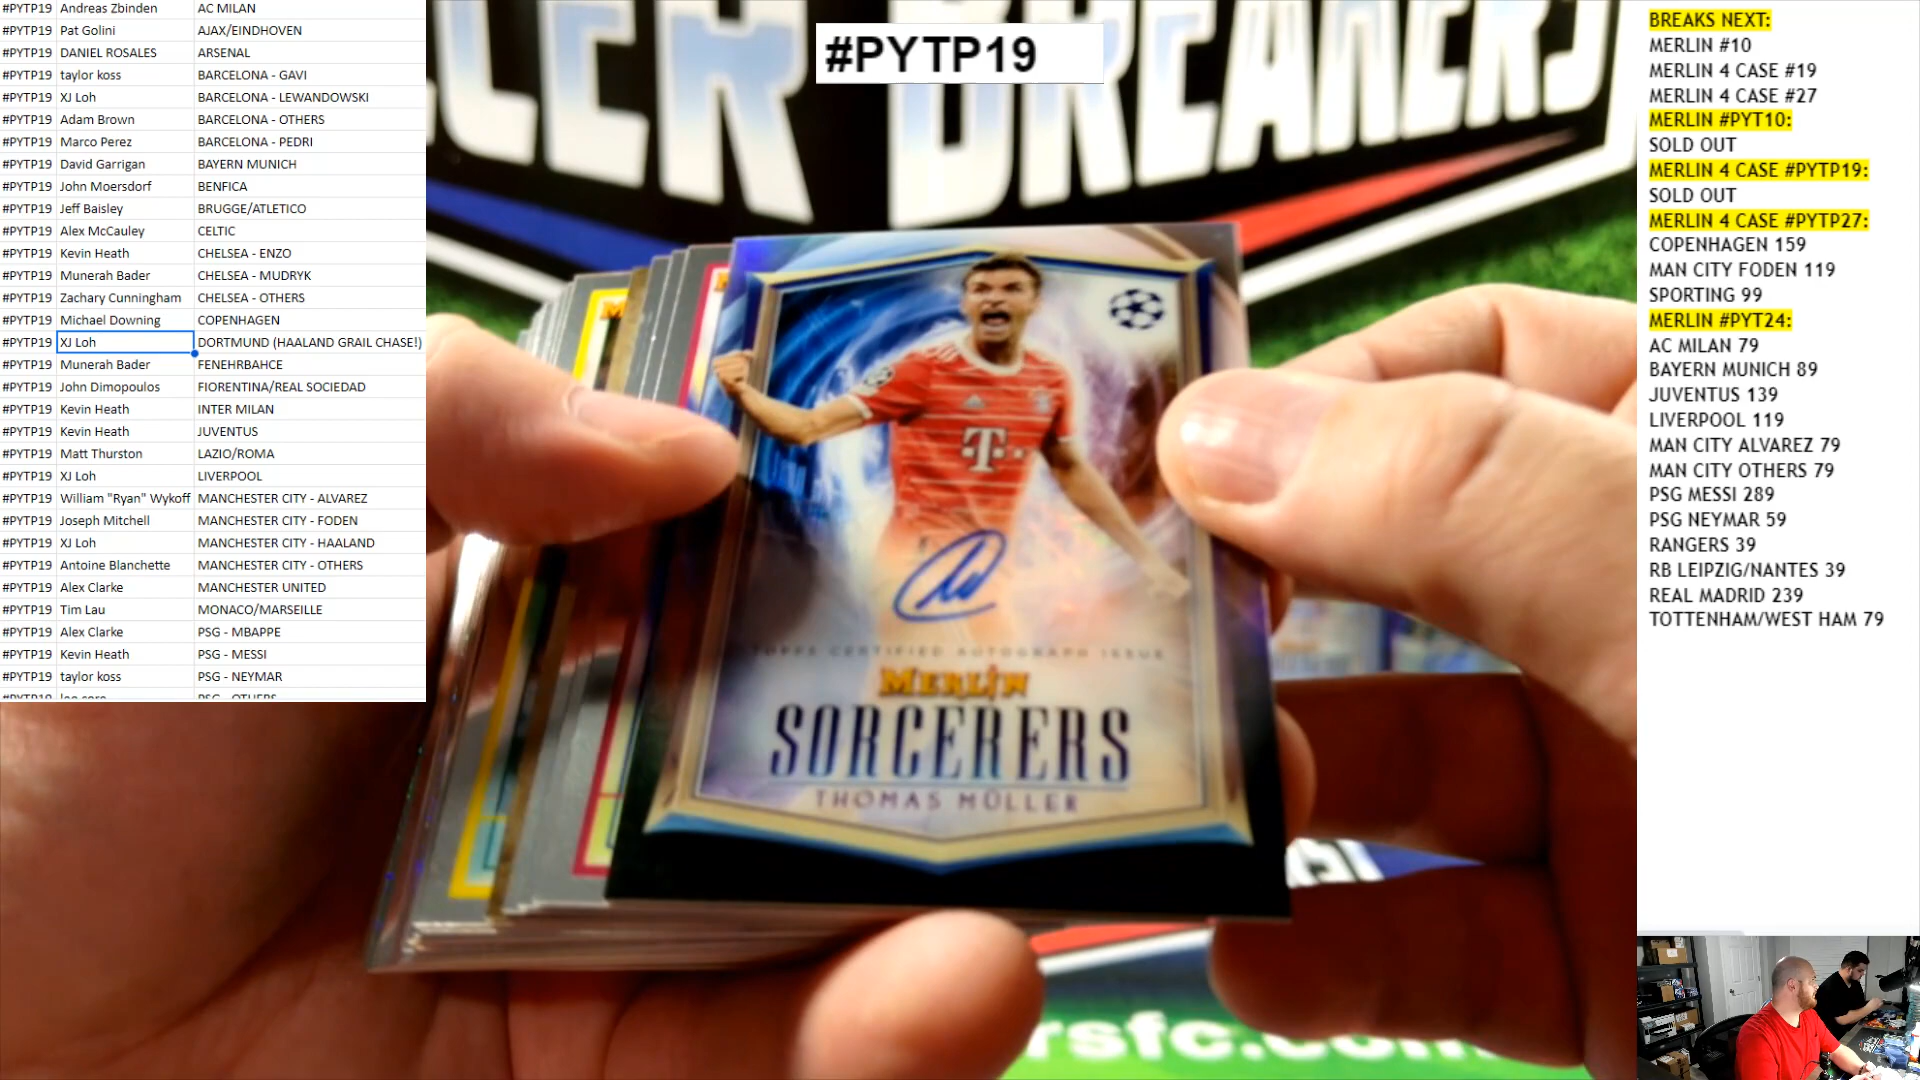 #PYTP19 Andreas Zbinden AC MILAN
#PYTP19 Pat Golini AJAX/EINDHOVEN
#PYTP19 DANIEL ROSALES ARSENAL
#PYTP19 taylor koss BARCELONA - GAVI
#PYTP19 XJ Loh BARCELONA - LEWANDOWSKI
#PYTP19 Adam Brown BARCELONA - OTHERS
#PYTP19 Marco Perez BARCELONA - PEDRI
#PYTP19 David Garrigan BAYERN MUNICH
#PYTP19 John Moersdorf BENFICA
#PYTP19 Jeff Baisley BRUGGE/ATLETICO
#PYTP19 Alex McCauley CELTIC
#PYTP19 Kevin Heath CHELSEA - ENZO
#PYTP19 Munerah Bader CHELSEA - MUDRYK
#PYTP19 Zachary Cunningham CHELSEA - OTHERS
#PYTP19 Michael Downing COPENHAGEN
#PYTP19 XJ Loh DORTMUND (HAALAND GRAIL CHASE!)
#PYTP19 Munerah Bader FENEHRBAHCE
#PYTP19 John Dimopoulos FIORENTINA/REAL SOCIEDAD
#PYTP19 Kevin Heath INTER MILAN
#PYTP19 Kevin Heath JUVENTUS
#PYTP19 Matt Thurston LAZIO/ROMA
#PYTP19 XJ Loh LIVERPOOL
#PYTP19 William "Ryan" Wykoff MANCHESTER CITY - ALVAREZ
#PYTP19 Joseph Mitchell MANCHESTER CITY - FODEN
#PYTP19 XJ Loh MANCHESTER CITY - HAALAND
#PYTP19 Antoine Blanchette MANCHESTER CITY - OTHERS
#PYTP19 Alex Clarke MANCHESTER UNITED
#PYTP19 Tim Lau MONACO/MARSEILLE
#PYTP19 Alex Clarke PSG - MBAPPE
#PYTP19 Kevin Heath PSG - MESSI
#PYTP19 taylor koss PSG - NEYMAR
#PYTP19
BREAKERS
T
TOPPS CERTIFIED AUTOGRAPH ISSUE
MERLIN
SORCERERS
THOMAS MÜLLER
rsfc.com
BREAKS NEXT:
MERLIN #10
MERLIN 4 CASE #19
MERLIN 4 CASE #27
MERLIN #PYT10:
SOLD OUT
MERLIN 4 CASE #PYTP19:
SOLD OUT
MERLIN 4 CASE #PYTP27:
COPENHAGEN 159
MAN CITY FODEN 119
SPORTING 99
MERLIN #PYT24:
AC MILAN 79
BAYERN MUNICH 89
JUVENTUS 139
LIVERPOOL 119
MAN CITY ALVAREZ 79
MAN CITY OTHERS 79
PSG MESSI 289
PSG NEYMAR 59
RANGERS 39
RB LEIPZIG/NANTES 39
REAL MADRID 239
TOTTENHAM/WEST HAM 79